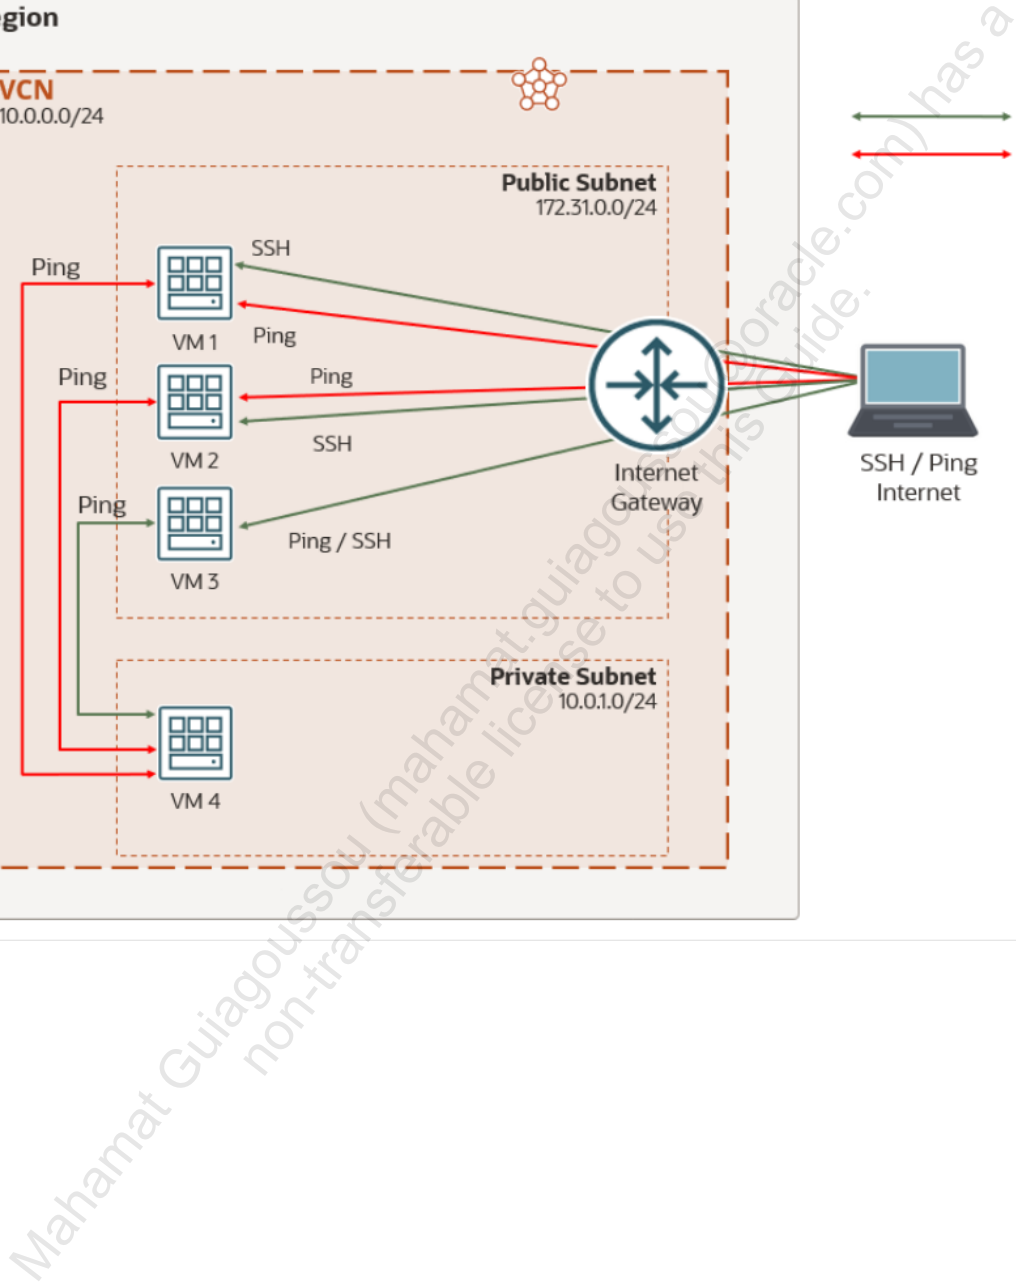 egion
VCN
10.0.0.0/24
Public Subnet
172.31.0.0/24
SSH
Ping
VM 1
Ping
Ping
Ping
VM 2
SSH
Internet
Gateway
SSH / Ping
Internet
Ping
Ping / SSH
VM 3
Private Subnet
10.0.1.0/24
VM 4
Mahamat Guiagoussou (mahamat.guiagoussou@oracle.com) has a
non-transferable license to use this Guide.